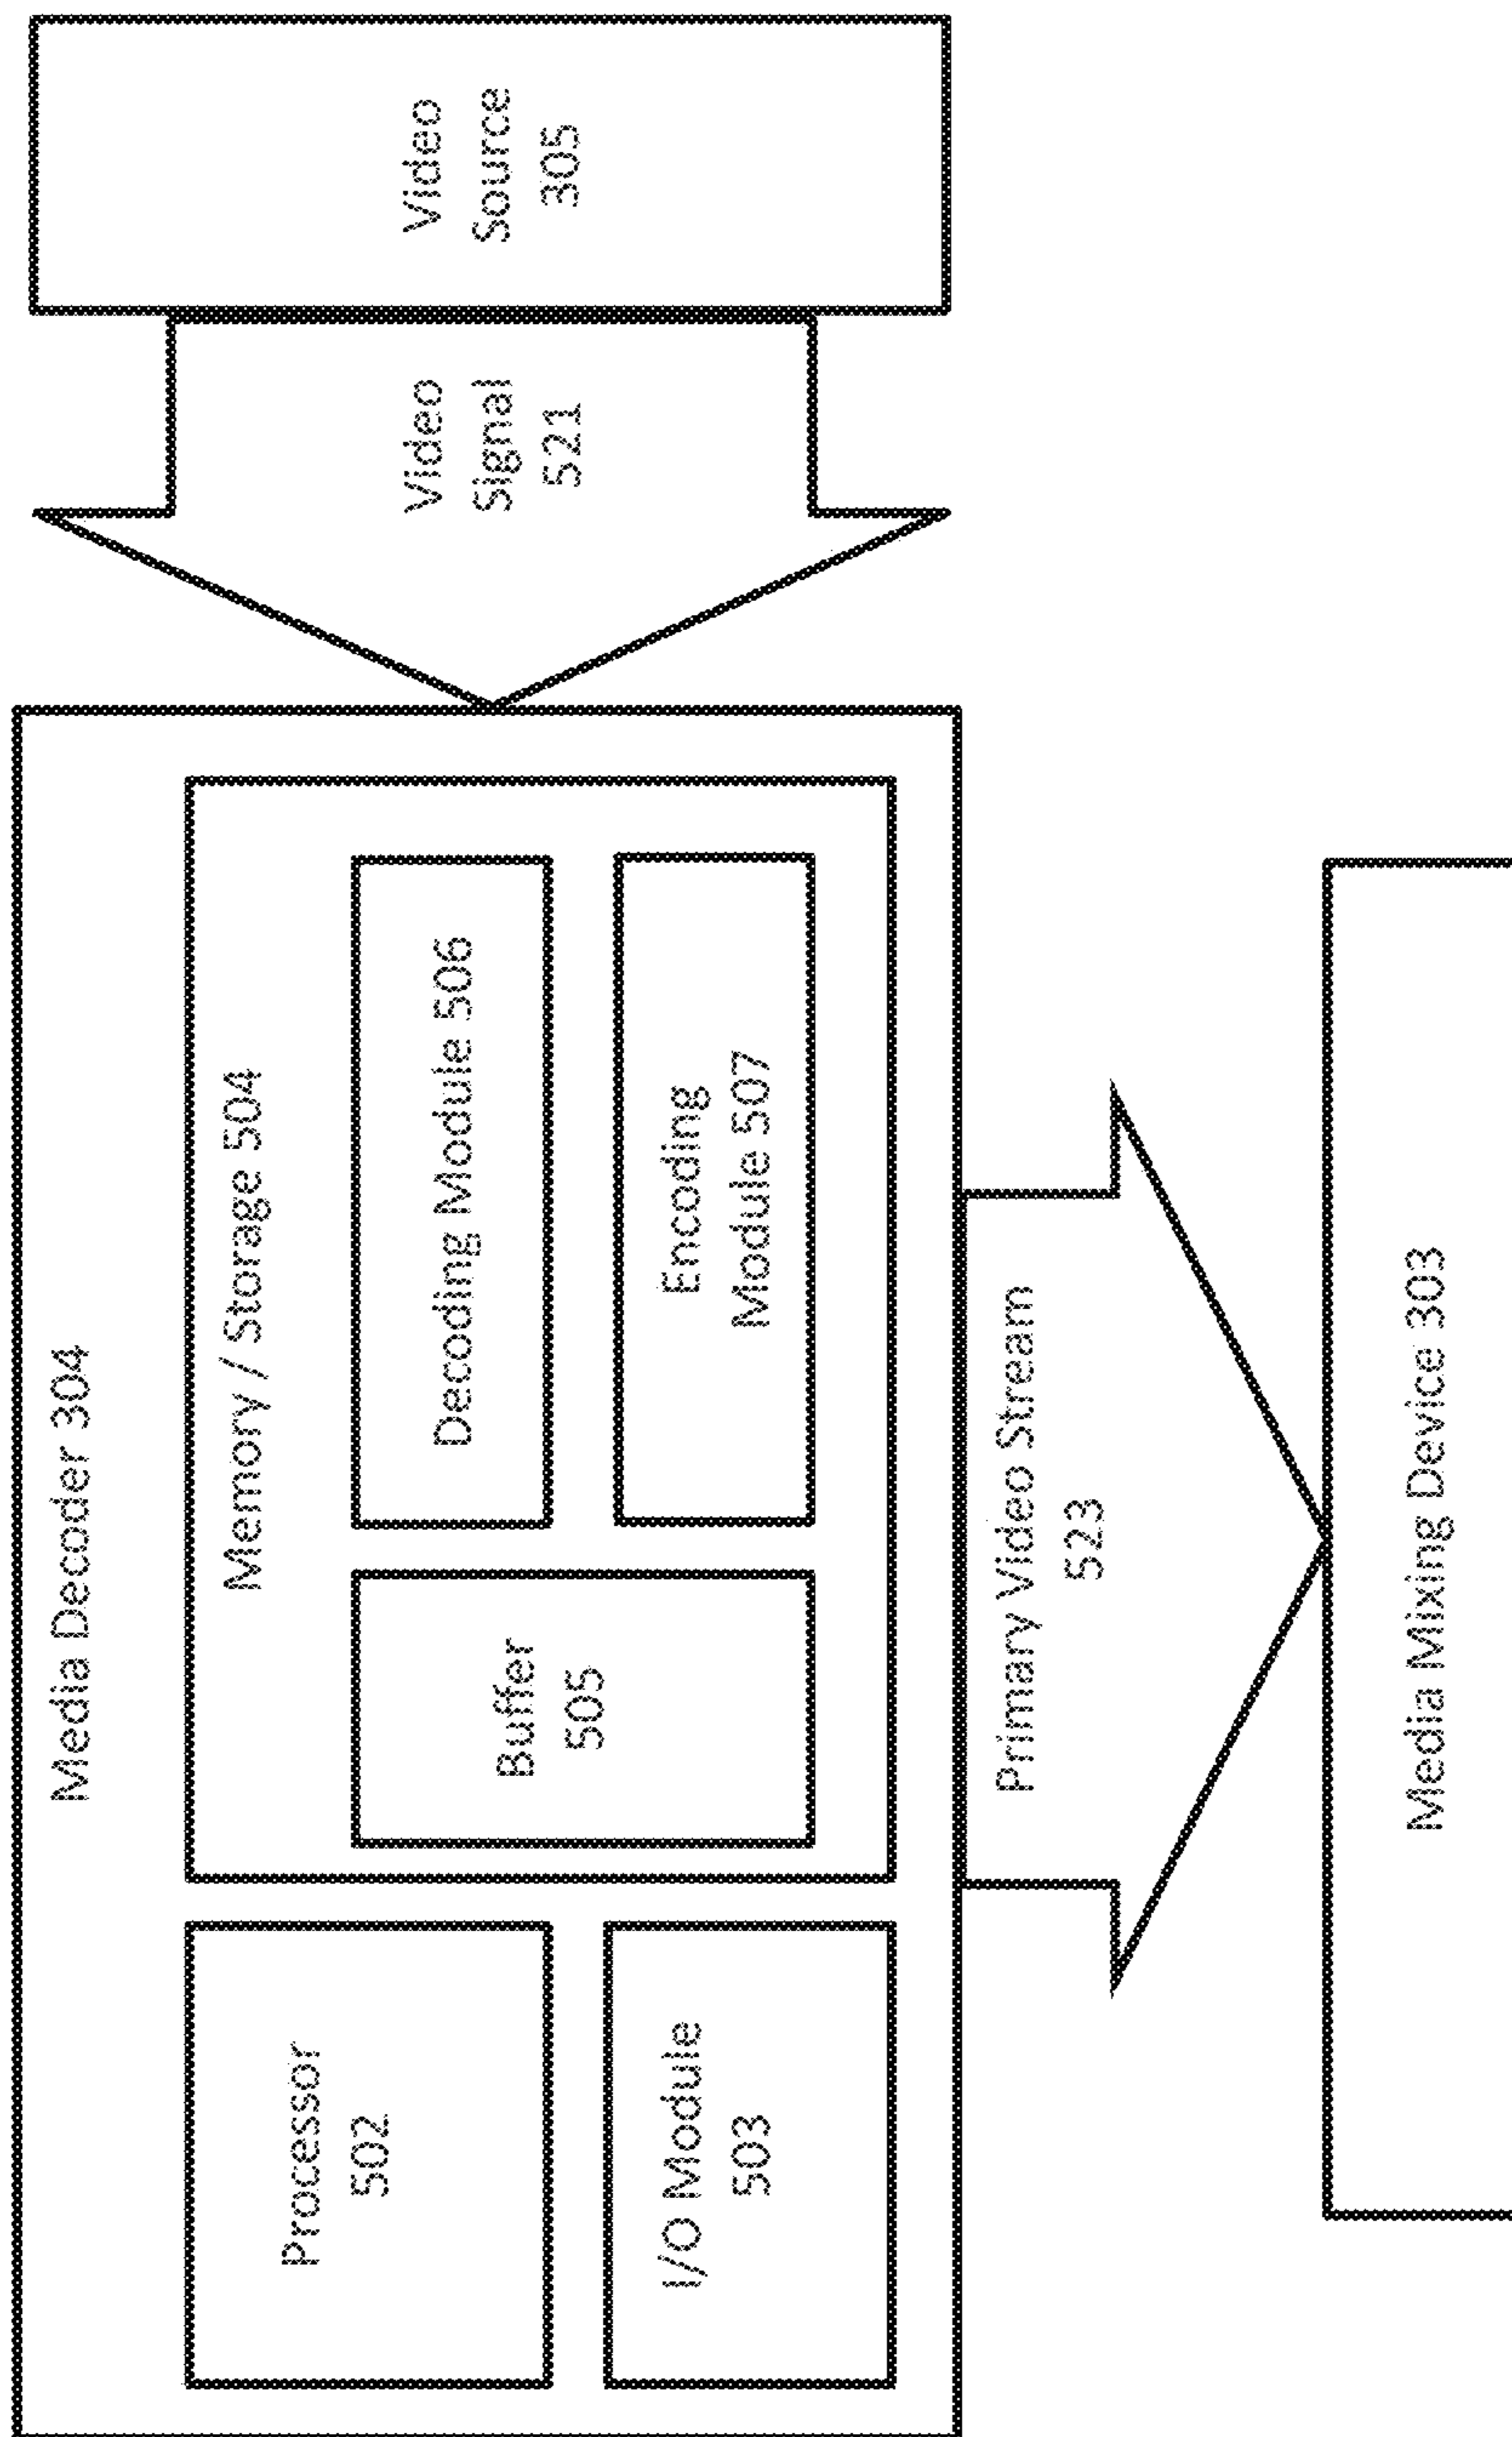 Media Decoder 304
Processor
502
I/O Module
503
Memory / Storage 504
Buffer
505
Decoding Module 506
Encoding
Module 507
Video
Signal
521
Video
Source
305
Primary Video Stream
523
Media Mixing Device 303